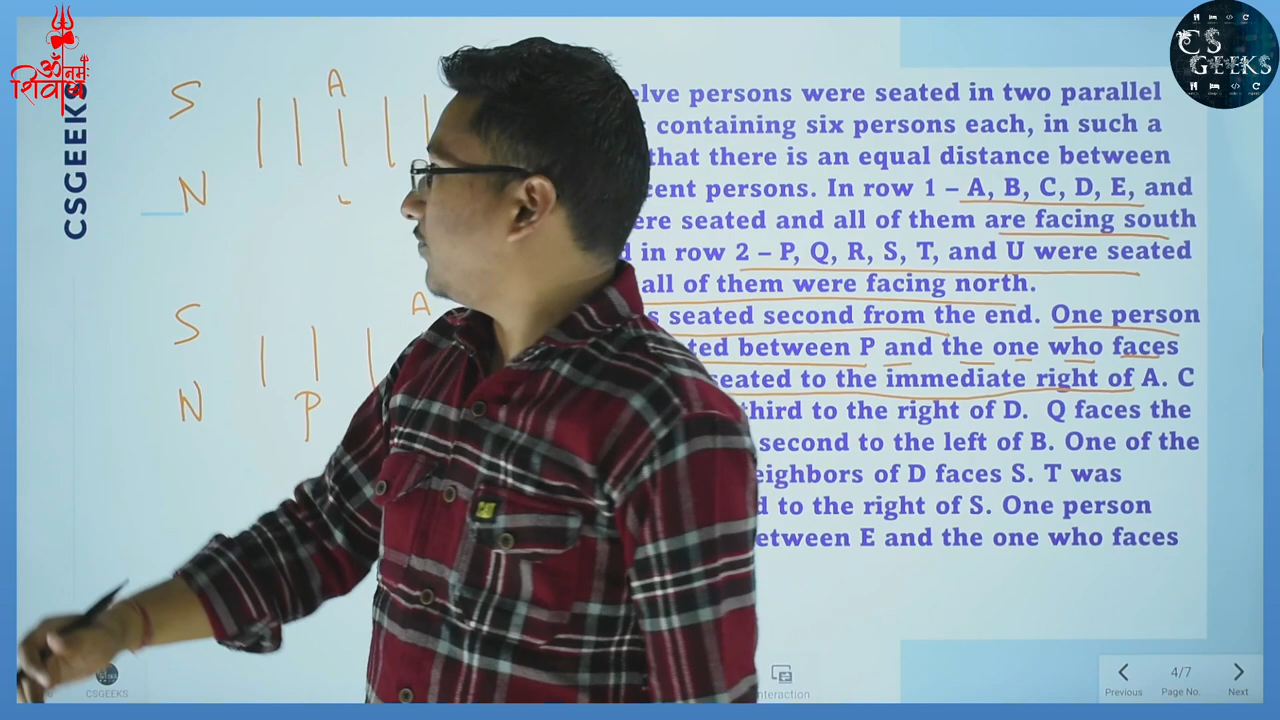 ॐ नमः
शिवाय
CSGEEKS
CS
GEEKS
S A
N
S A
N P
elve persons were seated in two parallel
containing six persons each, in such a
that there is an equal distance between
cent persons. In row 1 – A, B, C, D, E, and
ere seated and all of them are facing south
d in row 2 – P, Q, R, S, T, and U were seated
all of them were facing north.
s seated second from the end. One person
ted between P and the one who faces
seated to the immediate right of A. C
third to the right of D. Q faces the
second to the left of B. One of the
eighbors of D faces S. T was
d to the right of S. One person
etween E and the one who faces
CAT
CSGEEKS
nteraction
Previous
4/7
Page No.
Next